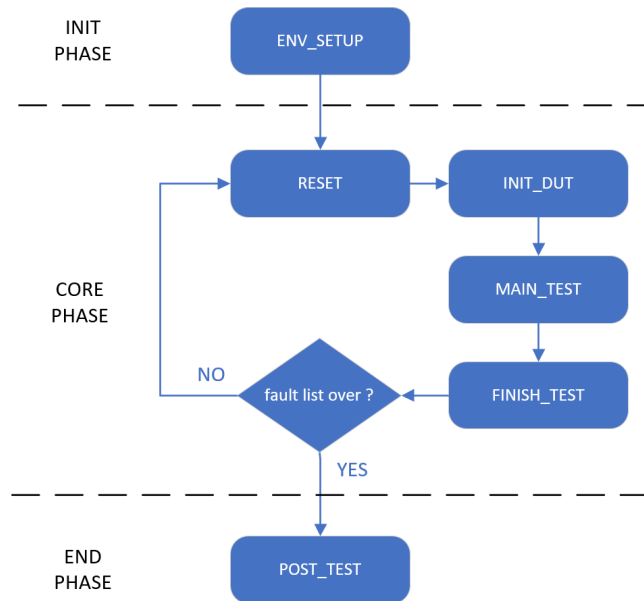 INIT
PHASE
ENV_SETUP
RESET
INIT_DUT
CORE
PHASE
MAIN_TEST
NO
fault list over ?
FINISH_TEST
YES
END
PHASE
POST_TEST